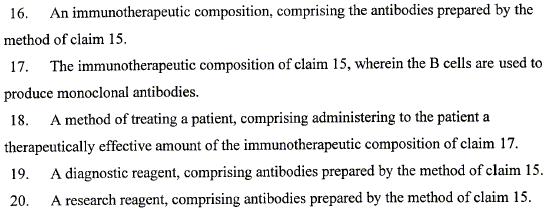 16. An immunotherapeutic composition, comprising the antibodies prepared by the
method of claim 15.
17. The immunotherapeutic composition of claim 15, wherein the B cells are used to
produce monoclonal antibodies.
18. A method of treating a patient, comprising administering to the patient a
therapeutically effective amount of the immunotherapeutic composition of claim 17.
19. A diagnostic reagent, comprising antibodies prepared by the method of claim 15.
20. A research reagent, comprising antibodies prepared by the method of claim 15.